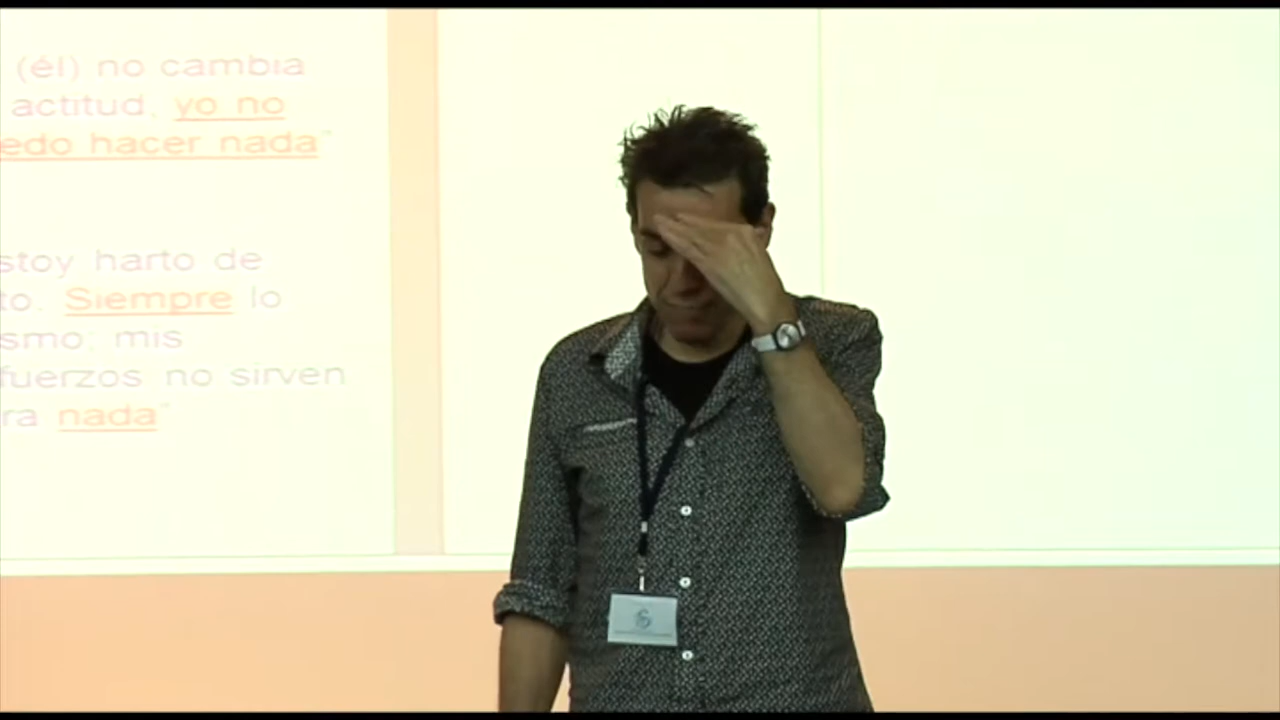 (él) no cambia
actitud, yo no
edo hacer nada"
stoy harto de
to. Siempre lo
smo; mis
fuerzos no sirven
ra nada"